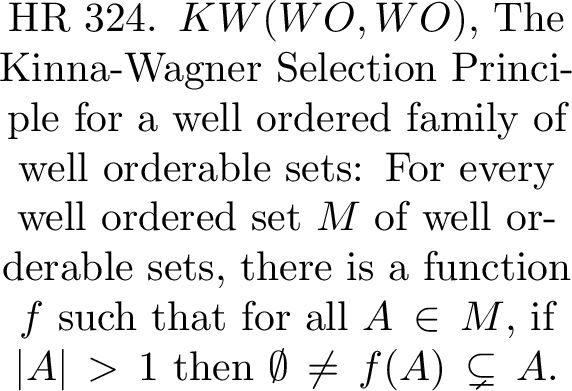 HR 324. KW(WO, WO), The
Kinna-Wagner Selection Princi-
ple for a well ordered family of
well orderable sets: For every
well ordered set M of well or-
derable sets, there is a function
f such that for all A ∈ M, if
|A| > 1 then ∅ ≠ f(A) ⊊ A.